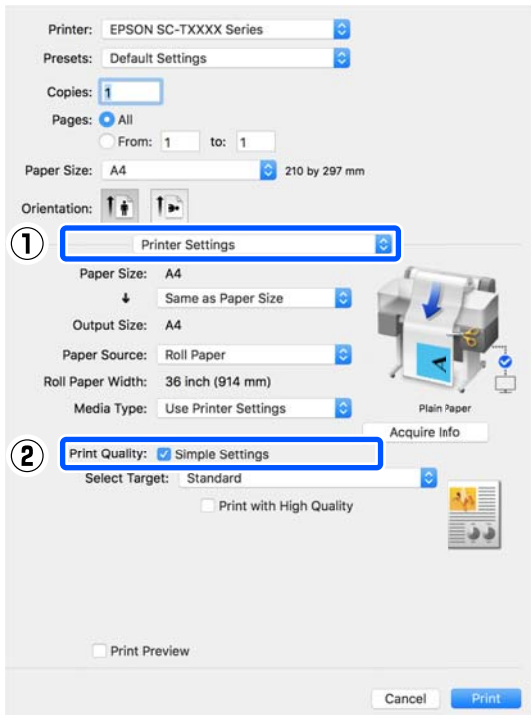 Printer: EPSON SC-TXXXX Series
Presets: Default Settings
Copies: 1
Pages: All
From: 1 to: 1
Paper Size: A4 210 by 297 mm
Orientation:
① Printer Settings
Paper Size: A4
Same as Paper Size
Output Size: A4
Paper Source: Roll Paper
Roll Paper Width: 36 inch (914 mm)
Media Type: Use Printer Settings
Plain Paper
Acquire Info
② Print Quality: Simple Settings
Select Target: Standard
Print with High Quality
Print Preview
Cancel Print